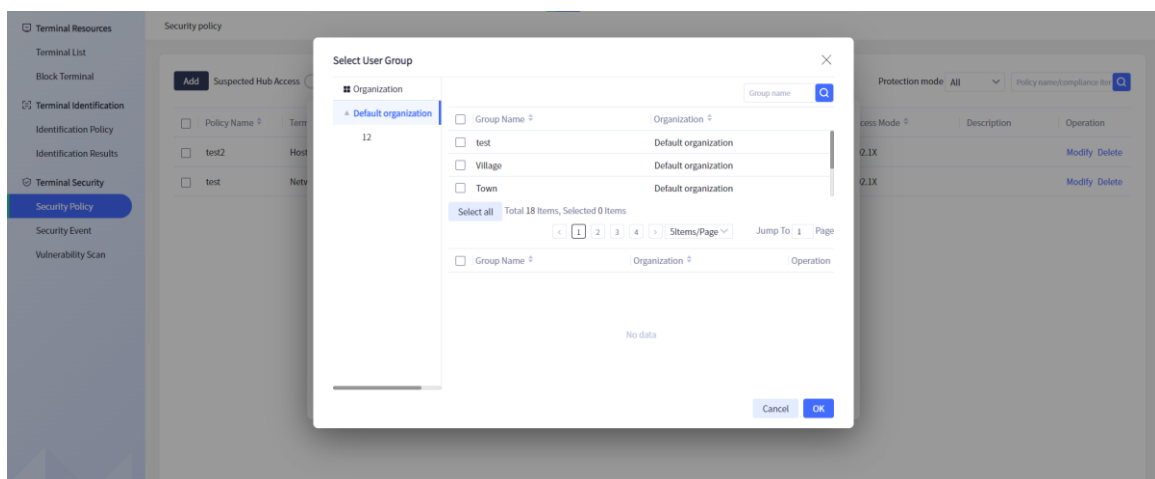 Terminal Resources
Security policy
Terminal List
Block Terminal
Terminal Identification
Identification Policy
Identification Results
Terminal Security
Security Policy
Security Event
Vulnerability Scan
Add Suspected Hub Access
Protection mode All Policy name/compliance
Policy Name Description Operation
test2 Host Modify Delete
test Modify Delete
Select User Group
Organization
Default organization
12
Group name
Group Name Organization
test Default organization
Village Default organization
Town Default organization
Select all Total 18 Items, Selected 0 Items
1 2 3 4 5Items/Page Jump To 1 Page
Group Name Organization Operation
No data
Cancel OK